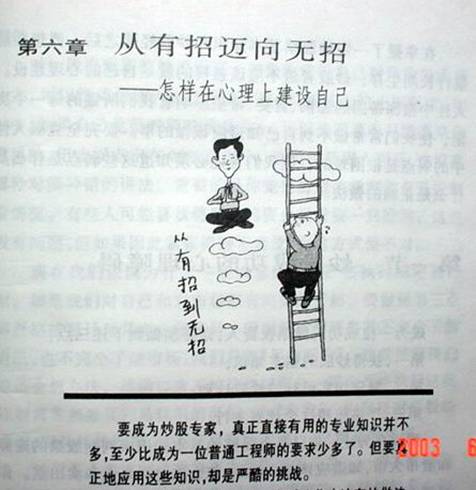 第六章 从有招迈向无招
——怎样在心理上建设自己
从有招到无招
要成为炒股专家，真正直接有用的专业知识并不
多,至少比成为一位普通工程师的要求少多了。但要
正地应用这些知识,却是严酷的挑战。
2003 6